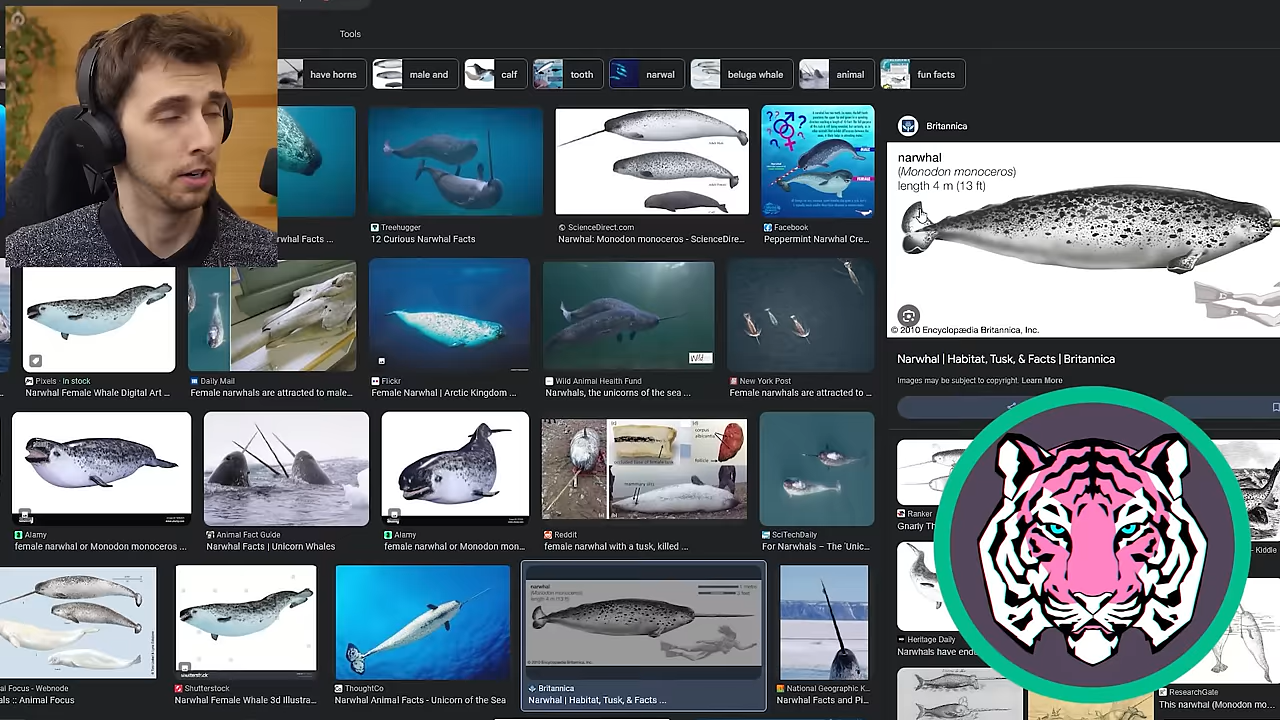 Tools
have horns
male and
calf
tooth
narwal
beluga whale
animal
fun facts
rwhal Facts ...
Treehugger
12 Curious Narwhal Facts
ScienceDirect.com
Narwhal: Monodon monoceros - ScienceDire...
Facebook
Peppermint Narwhal Cre...
Pixels · In stock
Narwhal Female Whale Digital Art ...
Daily Mail
Female narwhals are attracted to male...
Flickr
Female Narwhal | Arctic Kingdom ...
Wild
Wild Animal Health Fund
Narwhals, the unicorns of the sea ...
New York Post
Female narwhals are attracted to ...
Alamy
female narwhal or Monodon monoceros ...
Animal Fact Guide
Narwhal Facts | Unicorn Whales
Alamy
female narwhal or Monodon mon...
Reddit
female narwhal with a tusk, killed ...
SciTechDaily
For Narwhals – The 'Unic...
al Focus - Webnode
ls :: Animal Focus
Shutterstock
Narwhal Female Whale 3d Illustra...
ThoughtCo
Narwhal Animal Facts - Unicorn of the Sea
narwhal
Britannica
Narwhal | Habitat, Tusk, & Facts ...
National Geographic K...
Narwhal Facts and Pi...
Britannica
narwhal
(Monodon monoceros)
length 4 m (13 ft)
© 2010 Encyclopædia Britannica, Inc.
Narwhal | Habitat, Tusk, & Facts | Britannica
Images may be subject to copyright. Learn More
Ranker
Gnarly Th
Kiddle
Heritage Daily
Narwhals have end
ResearchGate
This narwhal (Monodon mo...